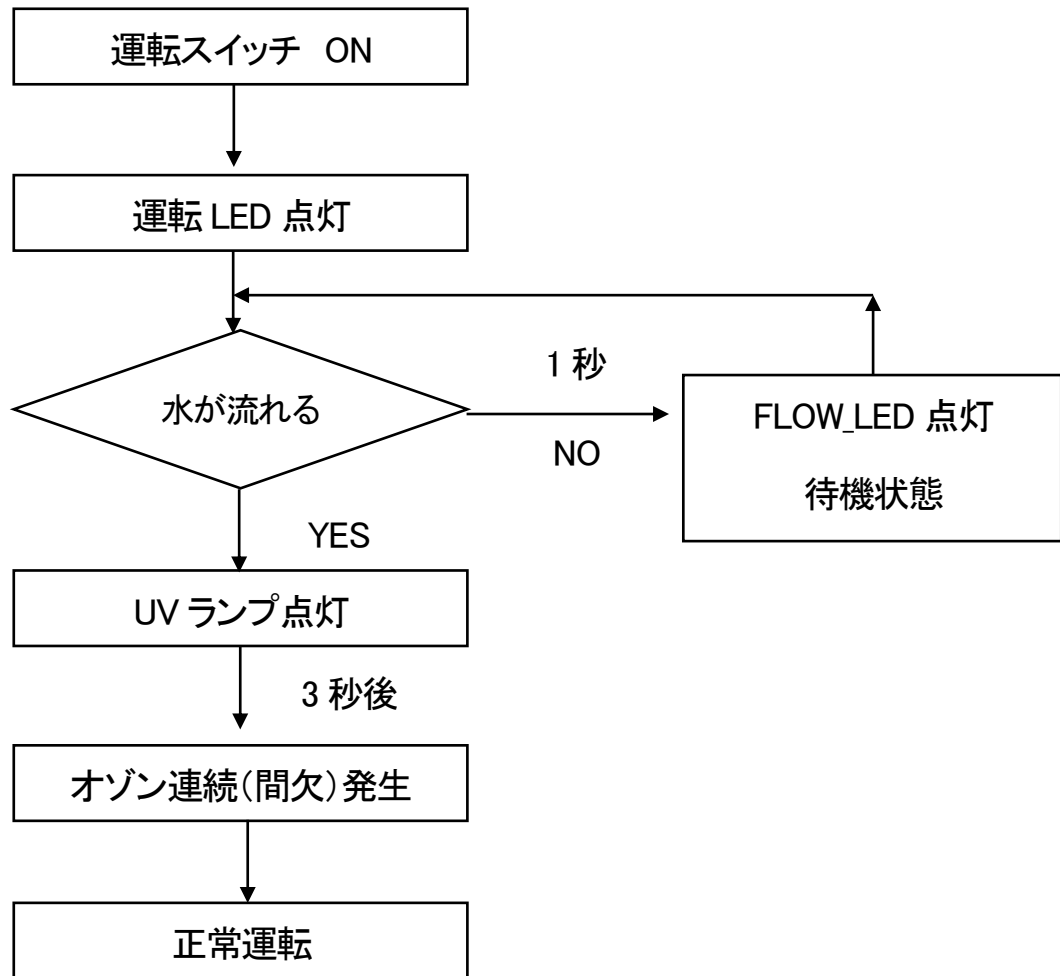 運転スイッチ ON
運転 LED 点灯
水が流れる
1 秒
NO
FLOW_LED 点灯
待機状態
YES
UV ランプ点灯
3 秒後
オゾン連続(間欠)発生
正常運転